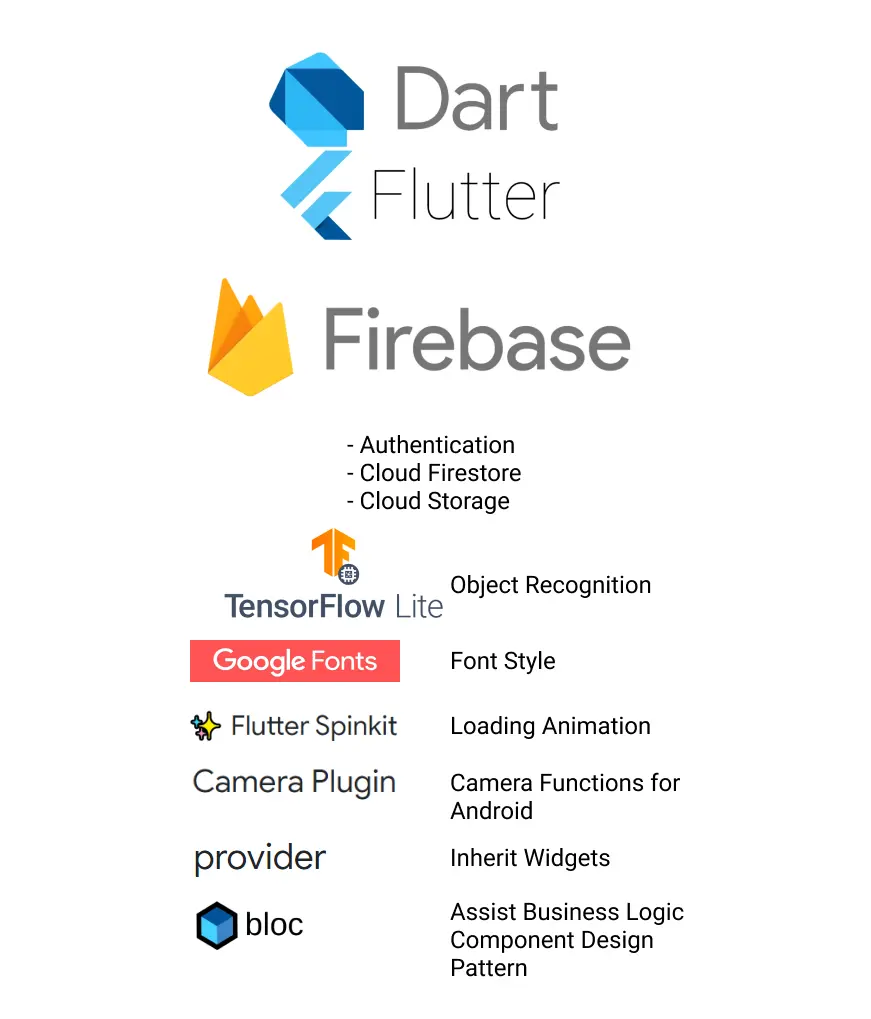 Dart
Flutter
Firebase
- Authentication
- Cloud Firestore
- Cloud Storage
TensorFlow Lite
Object Recognition
Google Fonts
Font Style
Flutter Spinkit
Loading Animation
Camera Plugin
Camera Functions for
Android
provider
Inherit Widgets
bloc
Assist Business Logic
Component Design
Pattern